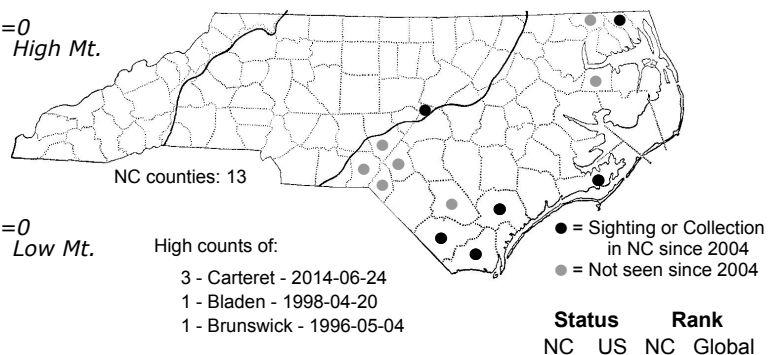 =0
High Mt.
NC counties: 13
=0
Low Mt.
High counts of:
3 - Carteret - 2014-06-24
1 - Bladen - 1998-04-20
1 - Brunswick - 1996-05-04
● = Sighting or Collection
in NC since 2004
● = Not seen since 2004
Status Rank
NC US NC Global